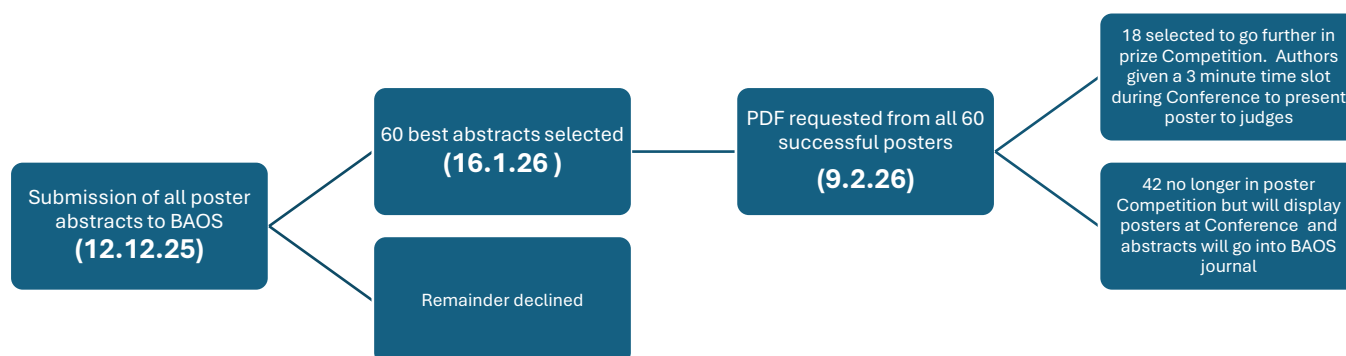 Submission of all poster
abstracts to BAOS
(12.12.25)
60 best abstracts selected
(16.1.26 )
Remainder declined
PDF requested from all 60
successful posters
(9.2.26)
18 selected to go further in
prize Competition.  Authors
given a 3 minute time slot
during Conference to present
poster to judges
42 no longer in poster
Competition but will display
posters at Conference  and
abstracts will go into BAOS
journal